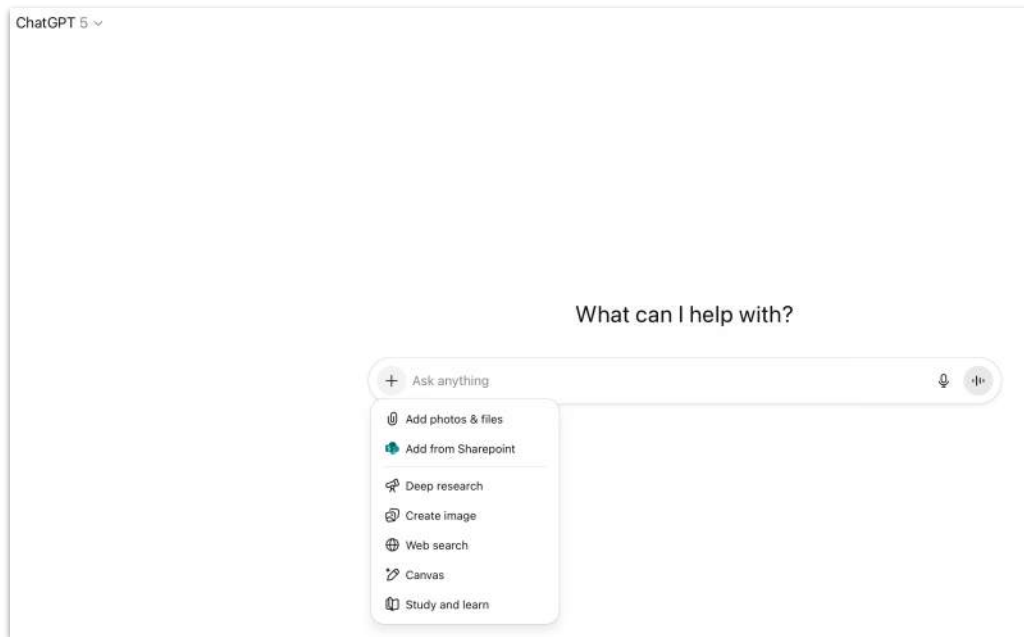 ChatGPT 5
What can I help with?
Ask anything
Add photos & files
Add from Sharepoint
Deep research
Create image
Web search
Canvas
Study and learn